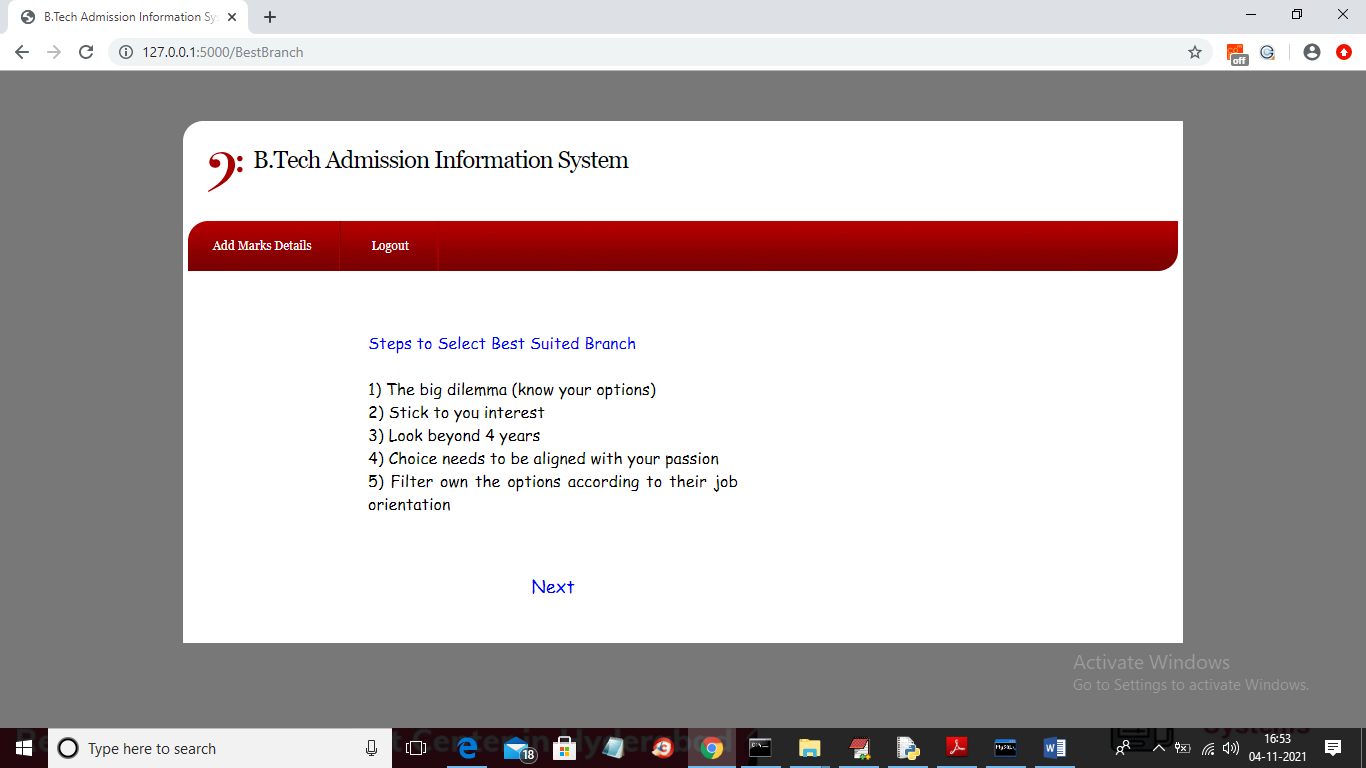 B.Tech Admission Information Sy
127.0.0.1:5000/BestBranch
off
B.Tech Admission Information System
Add Marks Details
Logout
Steps to Select Best Suited Branch
1) The big dilemma (know your options)
2) Stick to you interest
3) Look beyond 4 years
4) Choice needs to be aligned with your passion
5) Filter own the options according to their job
orientation
Next
Activate Windows
Go to Settings to activate Windows.
Type here to search
18
MySQL
16:53
04-11-2021